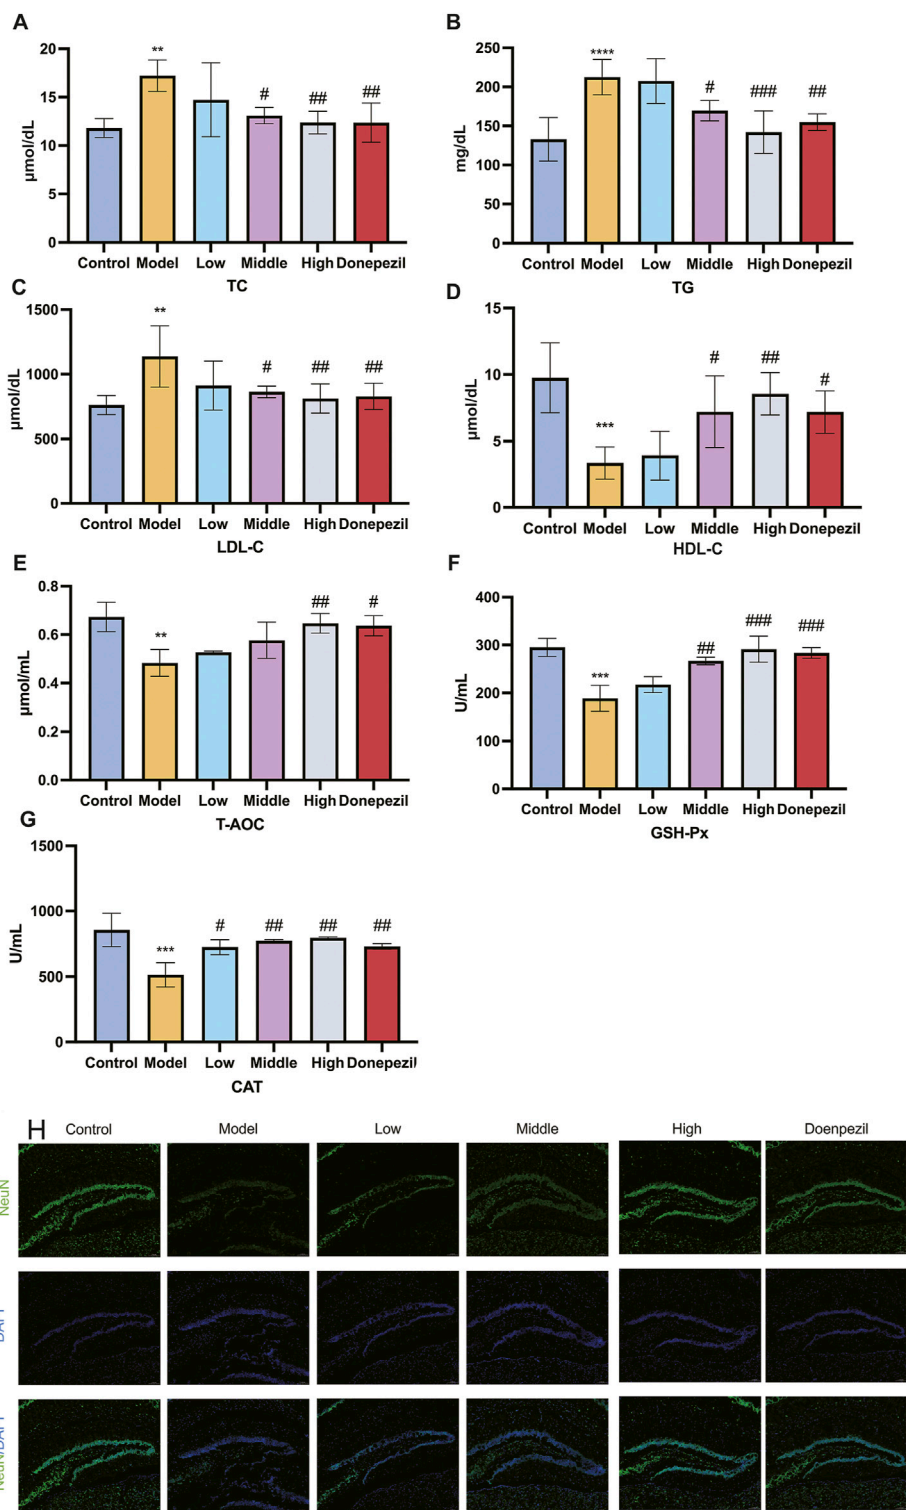 A
20
15
10
5
0
μmol/dL
**
#
##
##
Control Model Low Middle High Donepezil
TC
B
250
200
150
100
50
0
mg/dL
****
#
###
##
Control Model Low Middle High Donepezil
TG
C
1500
1000
500
0
μmol/dL
**
#
##
##
Control Model Low Middle High Donepezil
LDL-C
D
15
10
5
0
μmol/dL
***
#
##
#
Control Model Low Middle High Donepezil
HDL-C
E
0.8
0.6
0.4
0.2
0.0
μmol/mL
**
##
#
Control Model Low Middle High Donepezil
T-AOC
F
400
300
200
100
0
U/mL
***
##
###
###
Control Model Low Middle High Donepezil
GSH-Px
G
1500
1000
500
0
U/mL
***
#
##
##
##
Control Model Low Middle High Donepezil
CAT
H
Control Model Low Middle High Doenpezil
NeuN
DAPI
NeuN/DAPI